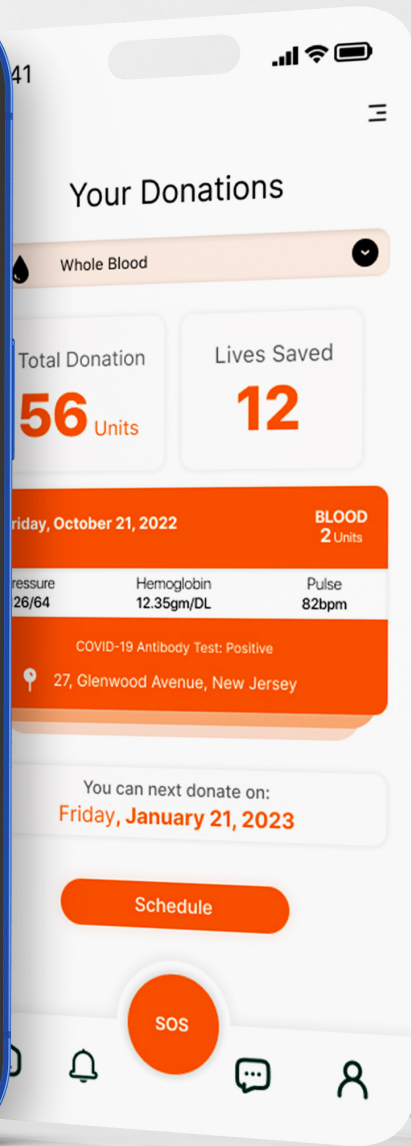 41
Your Donations
Whole Blood
Total Donation
Lives Saved
56 Units
12
riday, October 21, 2022
BLOOD
2 Units
ressure
Hemoglobin
Pulse
26/64
12.35gm/DL
82bpm
COVID-19 Antibody Test: Positive
27, Glenwood Avenue, New Jersey
You can next donate on:
Friday, January 21, 2023
Schedule
SOS